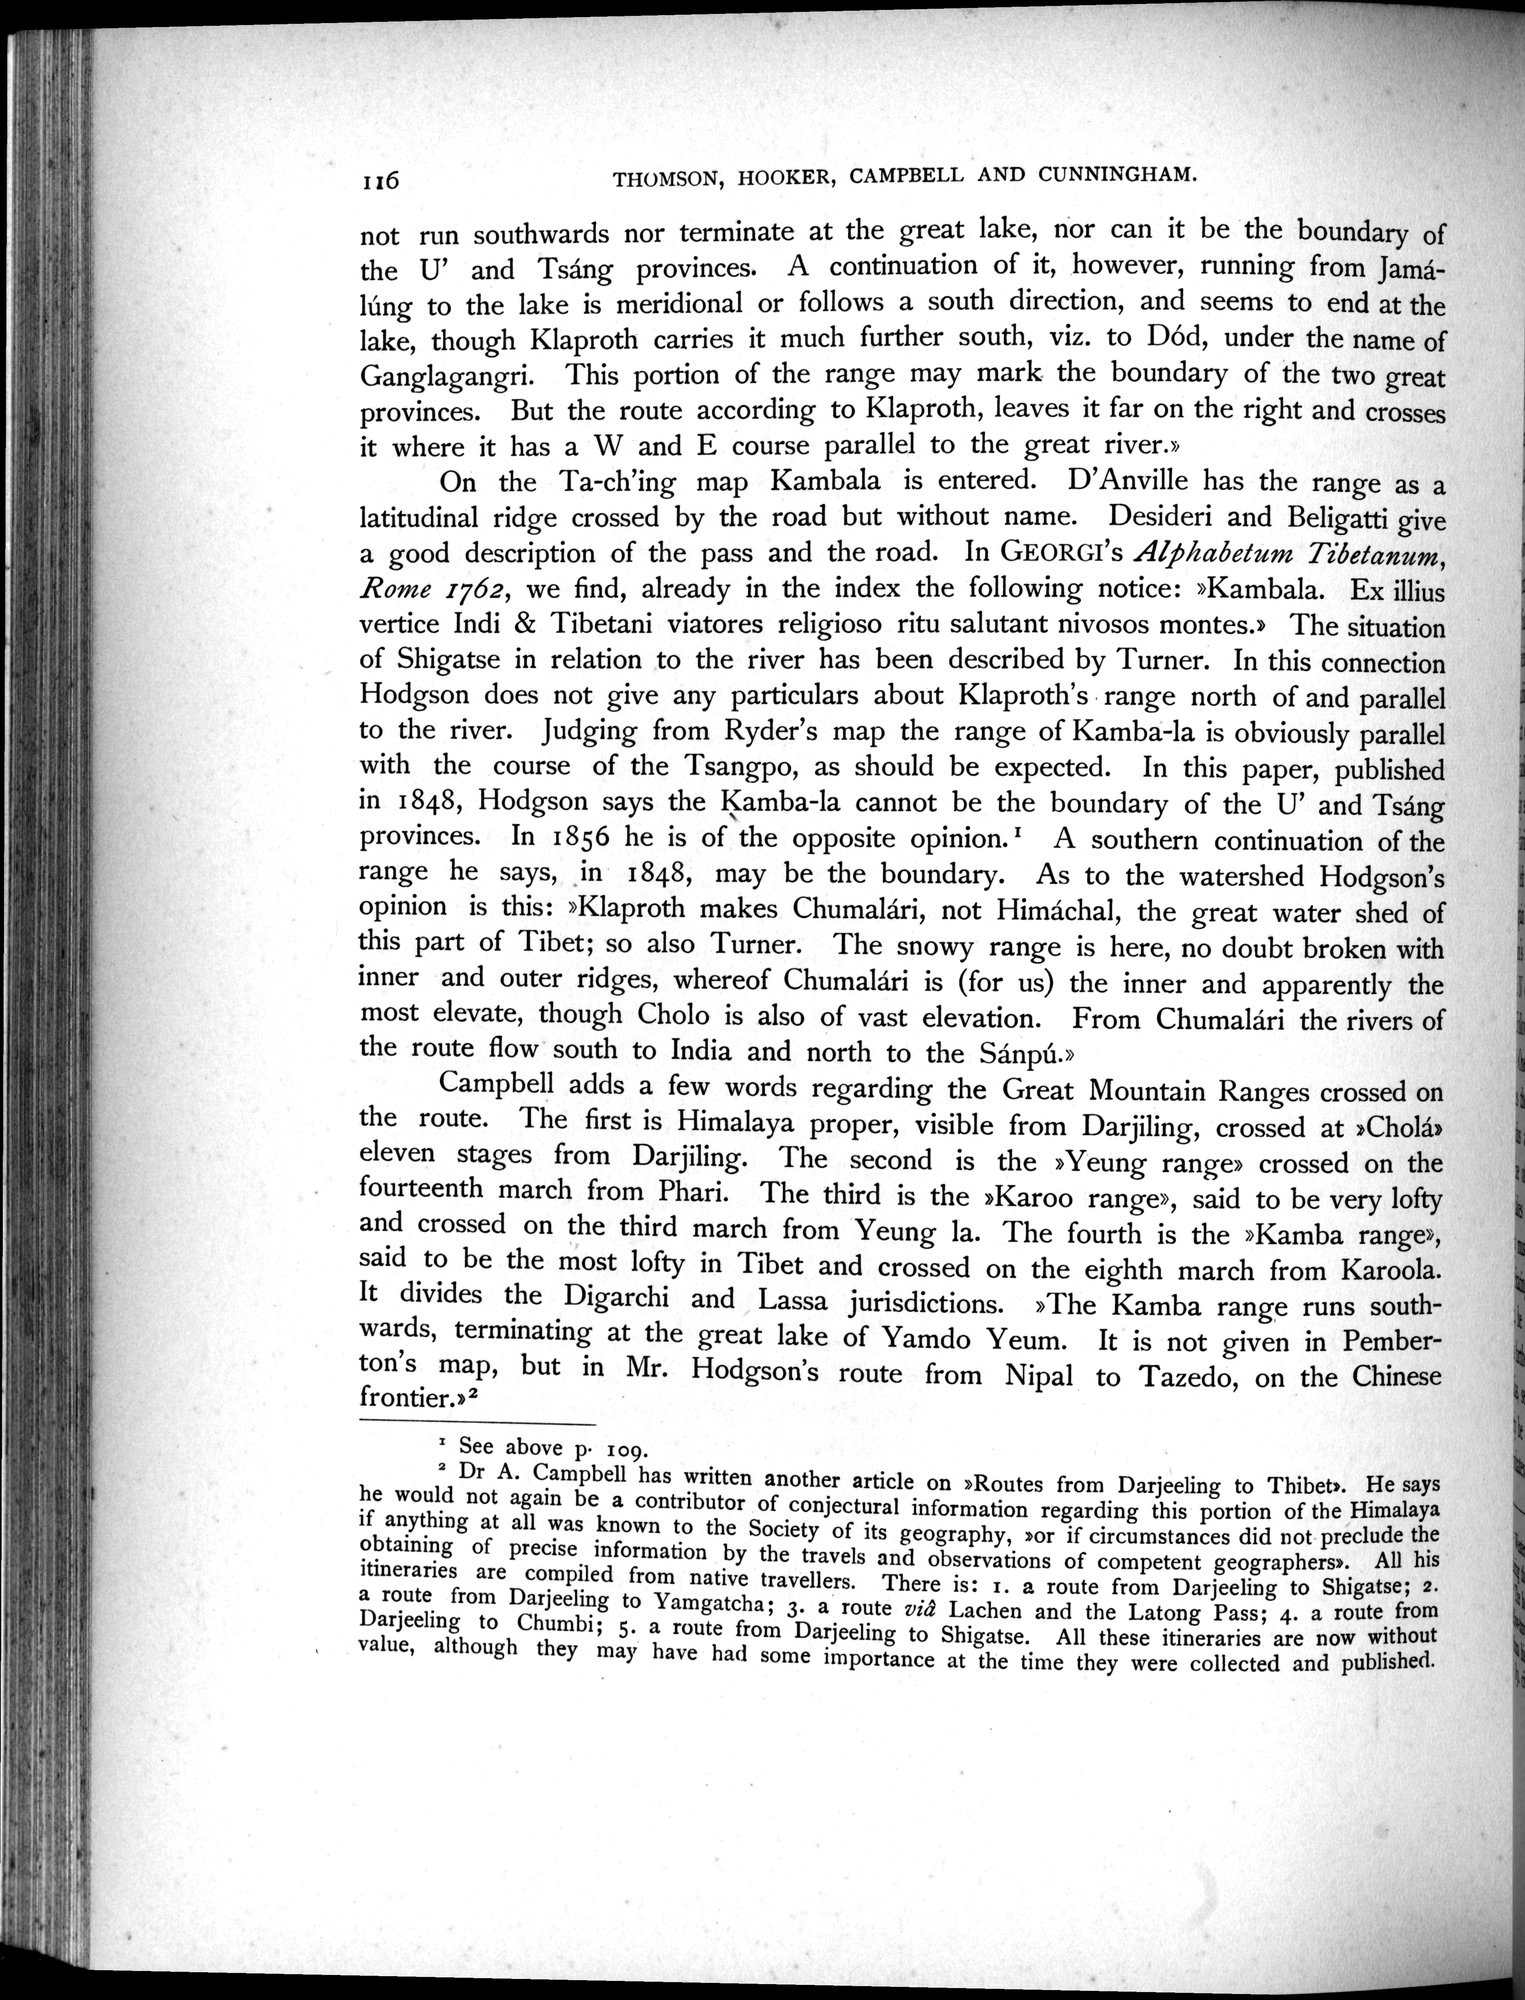 116 THOMSON, HOOKER, CAMPBELL AND CUNNINGHAM.
not run southwards nor terminate at the great lake, nor can it be the boundary of
the U' and Tsáng provinces. A continuation of it, however, running from Jamá-
lúng to the lake is meridional or follows a south direction, and seems to end at the
lake, though Klaproth carries it much further south, viz. to Dód, under the name of
Ganglagangri. This portion of the range may mark the boundary of the two great
provinces. But the route according to Klaproth, leaves it far on the right and crosses
it where it has a W and E course parallel to the great river.»
On the Ta-ch'ing map Kambala is entered. D'Anville has the range as a
latitudinal ridge crossed by the road but without name. Desideri and Beligatti give
a good description of the pass and the road. In GEORGI's Alphabetum Tibetanum,
Rome 1762, we find, already in the index the following notice: »Kambala. Ex illius
vertice Indi & Tibetani viatores religioso ritu salutant nivosos montes.» The situation
of Shigatse in relation to the river has been described by Turner. In this connection
Hodgson does not give any particulars about Klaproth's range north of and parallel
to the river. Judging from Ryder's map the range of Kamba-la is obviously parallel
with the course of the Tsangpo, as should be expected. In this paper, published
in 1848, Hodgson says the Kamba-la cannot be the boundary of the U' and Tsáng
provinces. In 1856 he is of the opposite opinion.¹ A southern continuation of the
range he says, in 1848, may be the boundary. As to the watershed Hodgson's
opinion is this: »Klaproth makes Chumalári, not Himáchal, the great water shed of
this part of Tibet; so also Turner. The snowy range is here, no doubt broken with
inner and outer ridges, whereof Chumalári is (for us) the inner and apparently the
most elevate, though Cholo is also of vast elevation. From Chumalári the rivers of
the route flow south to India and north to the Sánpú.»
Campbell adds a few words regarding the Great Mountain Ranges crossed on
the route. The first is Himalaya proper, visible from Darjiling, crossed at »Cholá»
eleven stages from Darjiling. The second is the »Yeung range» crossed on the
fourteenth march from Phari. The third is the »Karoo range», said to be very lofty
and crossed on the third march from Yeung la. The fourth is the »Kamba range»,
said to be the most lofty in Tibet and crossed on the eighth march from Karoola.
It divides the Digarchi and Lassa jurisdictions. »The Kamba range runs south-
wards, terminating at the great lake of Yamdo Yeum. It is not given in Pember-
ton's map, but in Mr. Hodgson's route from Nipal to Tazedo, on the Chinese
frontier.»²
¹ See above p. 109.
² Dr A. Campbell has written another article on »Routes from Darjeeling to Thibet». He says
he would not again be a contributor of conjectural information regarding this portion of the Himalaya
if anything at all was known to the Society of its geography, »or if circumstances did not preclude the
obtaining of precise information by the travels and observations of competent geographers». All his
itineraries are compiled from native travellers. There is: 1. a route from Darjeeling to Shigatse; 2.
a route from Darjeeling to Yamgatcha; 3. a route viâ Lachen and the Latong Pass; 4. a route from
Darjeeling to Chumbi; 5. a route from Darjeeling to Shigatse. All these itineraries are now without
value, although they may have had some importance at the time they were collected and published.